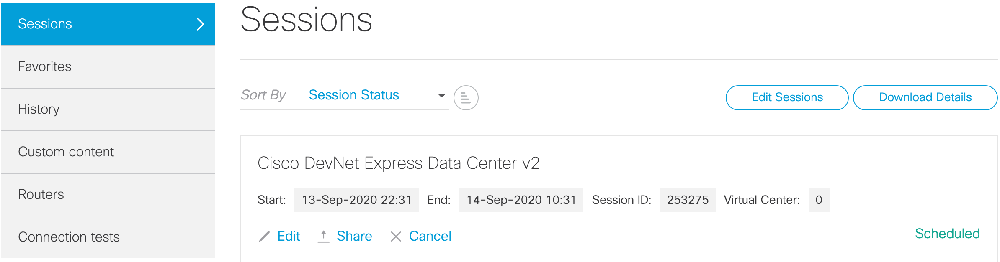 Sessions
Favorites
History
Custom content
Routers
Connection tests
Sessions
Sort By Session Status
Edit Sessions Download Details
Cisco DevNet Express Data Center v2
Start: 13-Sep-2020 22:31 End: 14-Sep-2020 10:31 Session ID: 253275 Virtual Center: 0
Edit Share Cancel
Scheduled